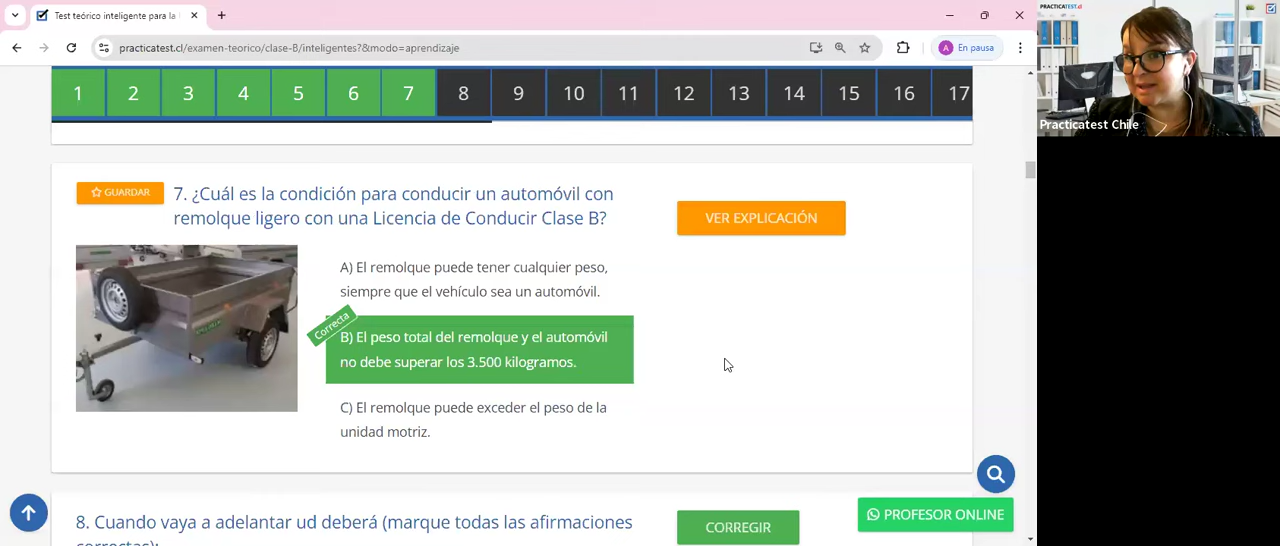 Test teórico inteligente para la
practicatest.cl/examen-teorico/clase-B/inteligentes?&modo=aprendizaje
A
En pausa
PRACTICATEST.cl
Practicatest Chile
1 2 3 4 5 6 7 8 9 10 11 12 13 14 15 16 17
GUARDAR
7. ¿Cuál es la condición para conducir un automóvil con
remolque ligero con una Licencia de Conducir Clase B?
VER EXPLICACIÓN
A) El remolque puede tener cualquier peso,
siempre que el vehículo sea un automóvil.
Correcta
B) El peso total del remolque y el automóvil
no debe superar los 3.500 kilogramos.
C) El remolque puede exceder el peso de la
unidad motriz.
PROFESOR ONLINE
8. Cuando vaya a adelantar ud deberá (marque todas las afirmaciones
correctas):
CORREGIR